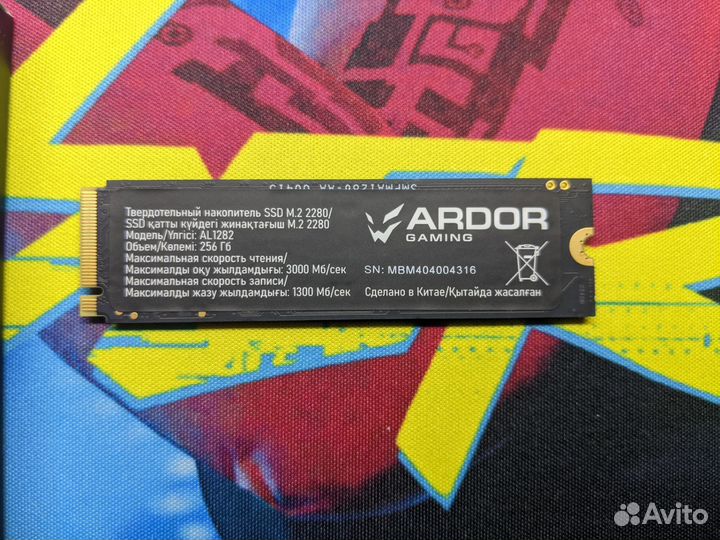 Твердотельный накопитель SSD M.2 2280/
SSD қатты күйдегі жинақтағыш M.2 2280
Модель/Үлгісі: AL1282
Объем/Көлемі: 256 Гб
Максимальная скорость чтения/
Максималды оқу жылдамдығы: 3000 Мб/сек
Максимальная скорость записи/
Максималды жазу жылдамдығы: 1300 Мб/сек
ARDOR
GAMING
SN: MBM404004316
Сделано в Китае/Қытайда жасалған
Avito